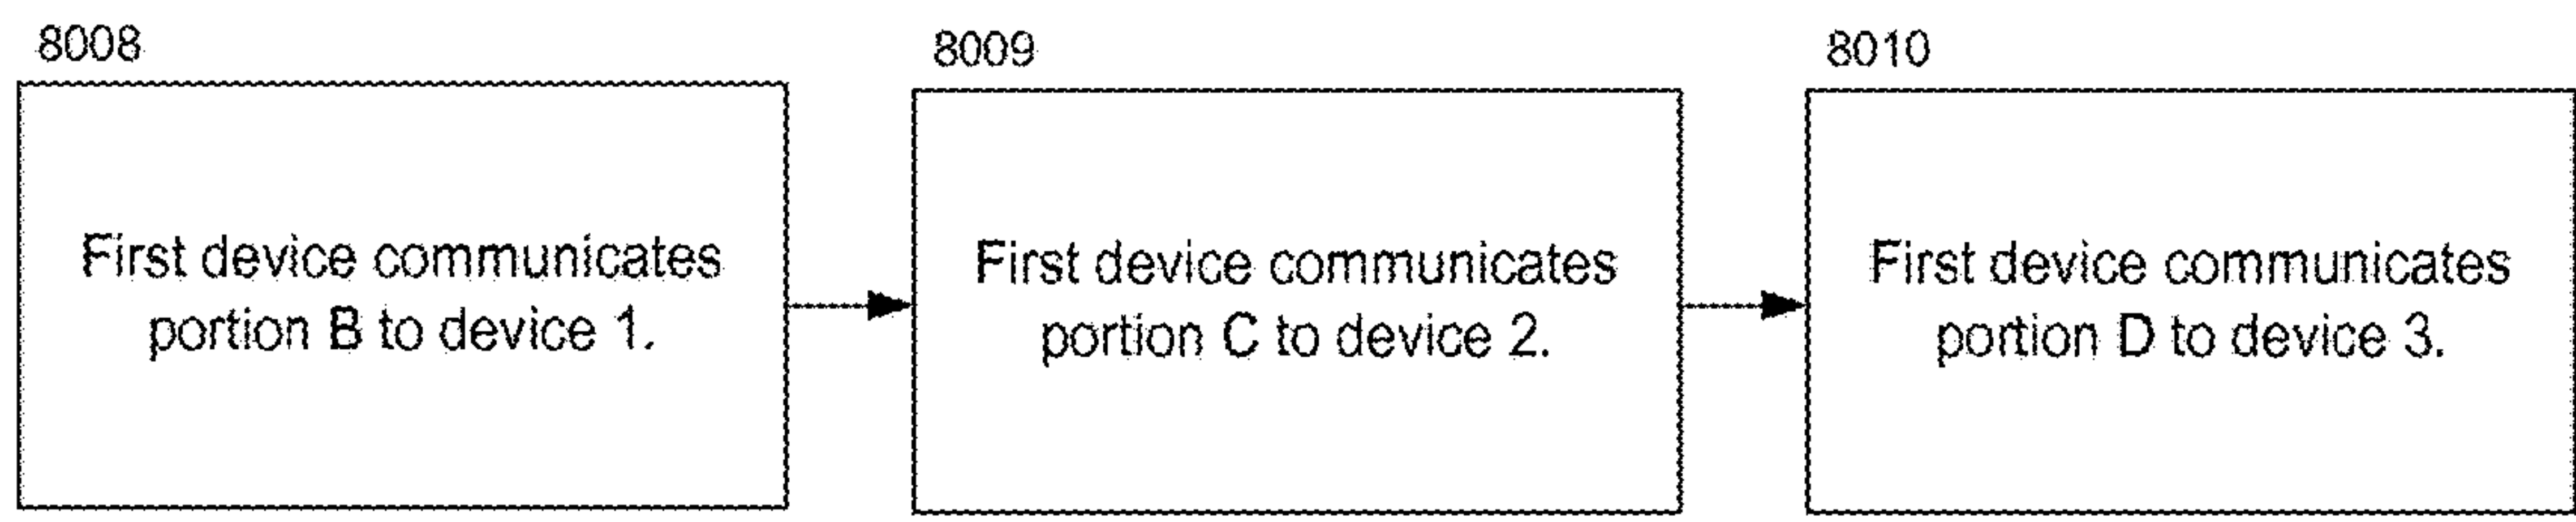 8008
First device communicates
portion B to device 1.
8009
First device communicates
portion C to device 2.
8010
First device communicates
portion D to device 3.